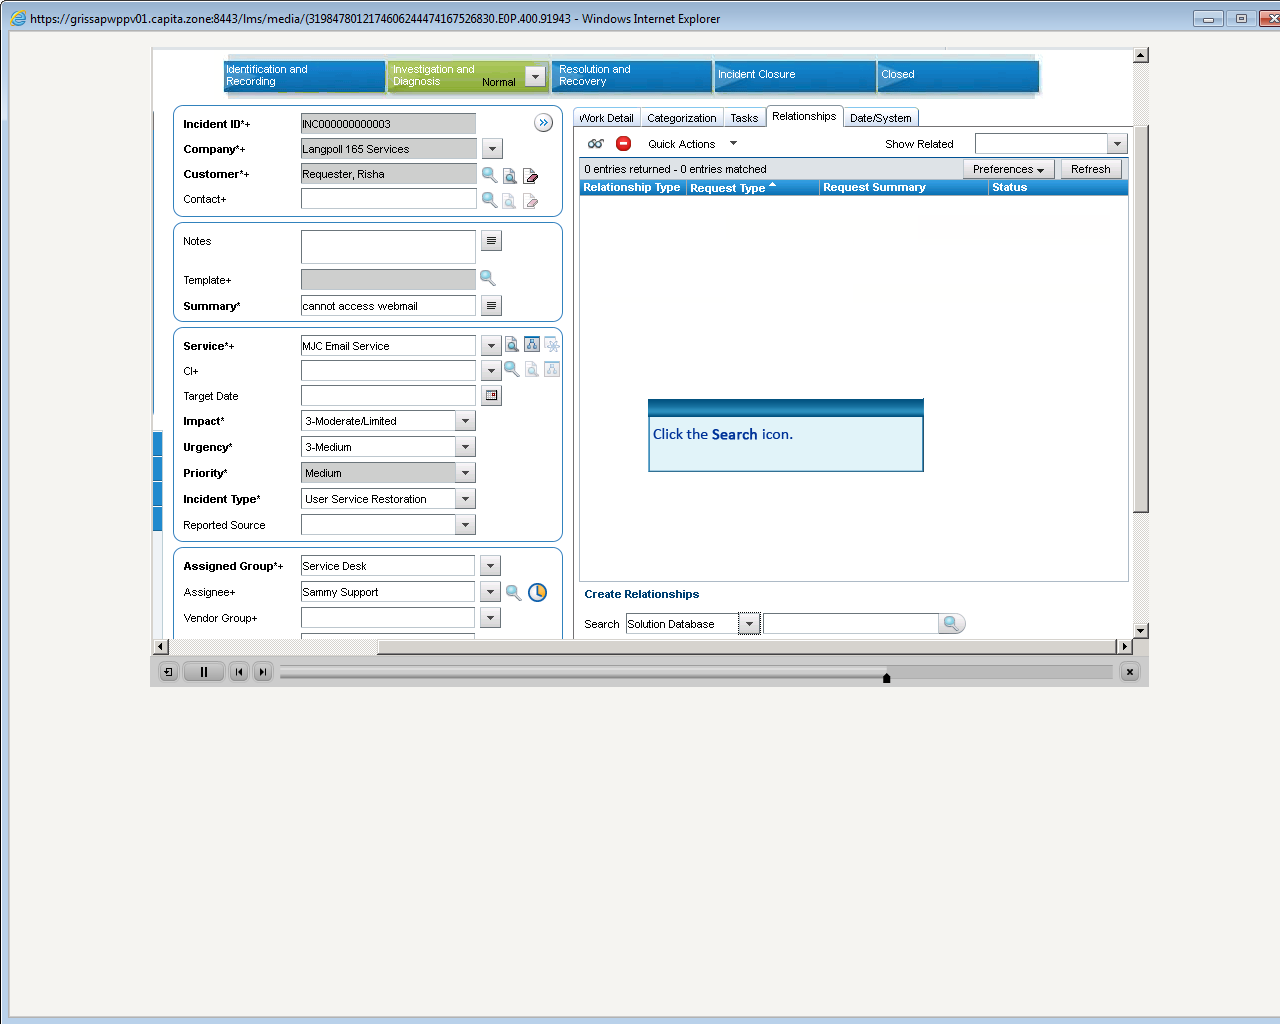 https://grissapwppv01.capita.zone:8443/lms/media/(3198478012174606244474167526830.E0P.400.91943 - Windows Internet Explorer
Identification and Recording
Investigation and Diagnosis
Normal
Resolution and Recovery
Incident Closure
Closed
Incident ID*+
INC000000000003
Company*+
Langpoll 165 Services
Customer*+
Requester, Risha
Contact+
Notes
Template+
Summary*
cannot access webmail
Service*+
MJC Email Service
CI+
Target Date
Impact*
3-Moderate/Limited
Urgency*
3-Medium
Priority*
Medium
Incident Type*
User Service Restoration
Reported Source
Assigned Group*+
Service Desk
Assignee+
Sammy Support
Vendor Group+
Work Detail
Categorization
Tasks
Relationships
Date/System
Quick Actions
Show Related
0 entries returned - 0 entries matched
Preferences
Refresh
Relationship Type
Request Type
Request Summary
Status
Click the Search icon.
Create Relationships
Search
Solution Database